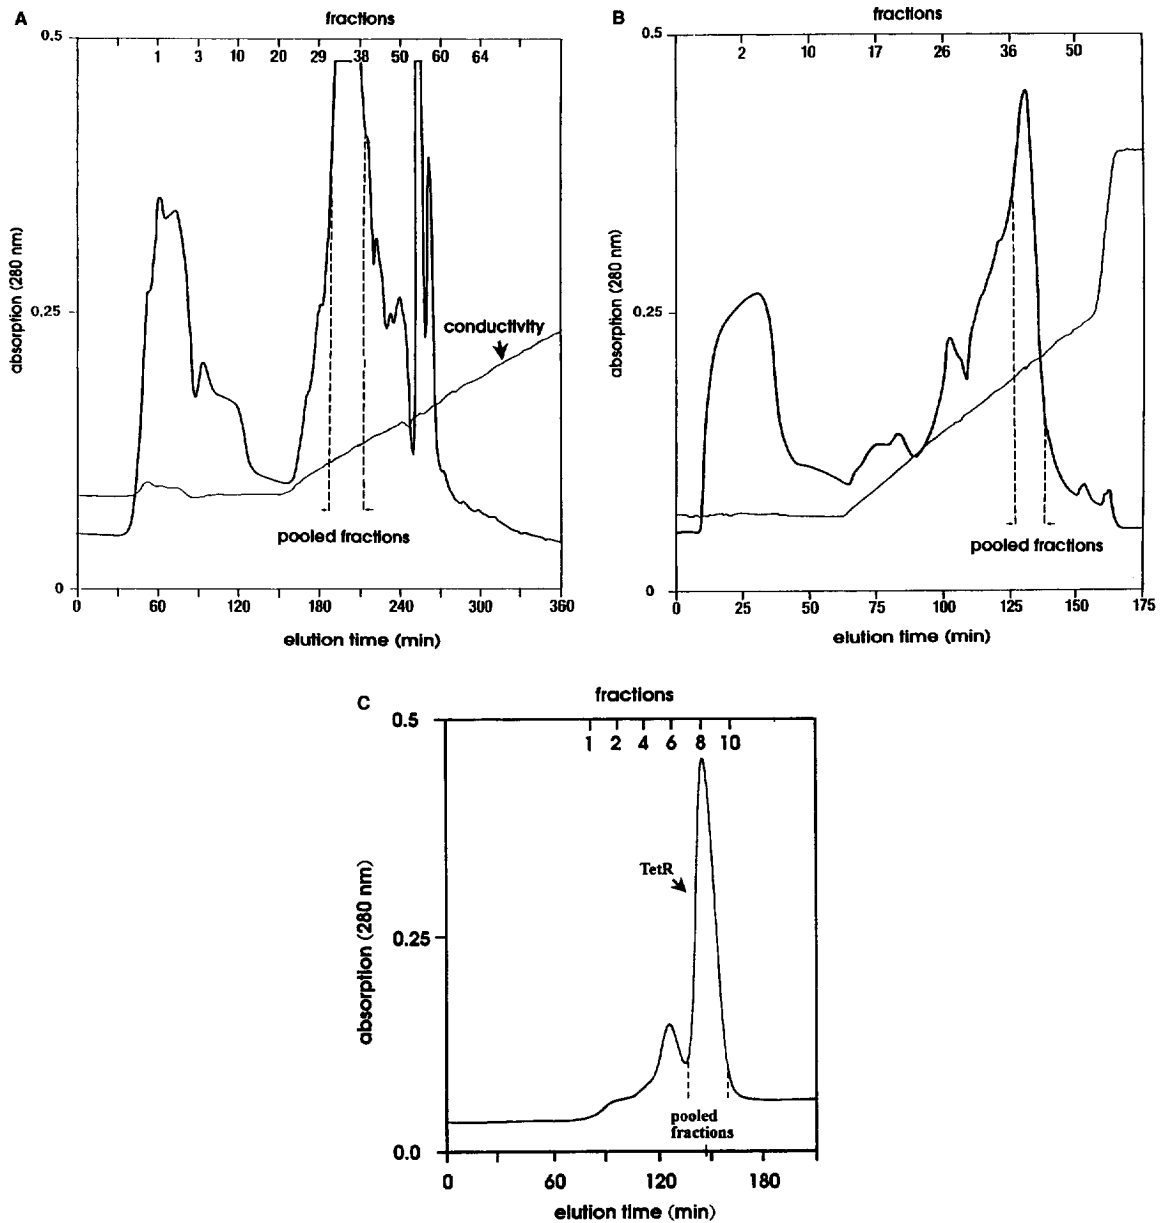 A
fractions
0.5
1 3 10 20 29 38 50 60 64
absorption (280 nm)
0.25
conductivity
pooled fractions
0
0 60 120 180 240 300 360
elution time (min)
B
fractions
0.5
2 10 17 26 36 50
absorption (280 nm)
0.25
pooled fractions
0
0 25 50 75 100 125 150 175
elution time (min)
C
fractions
0.5
1 2 4 6 8 10
TetR
absorption (280 nm)
0.25
pooled
fractions
0.0
0 60 120 180
elution time (min)